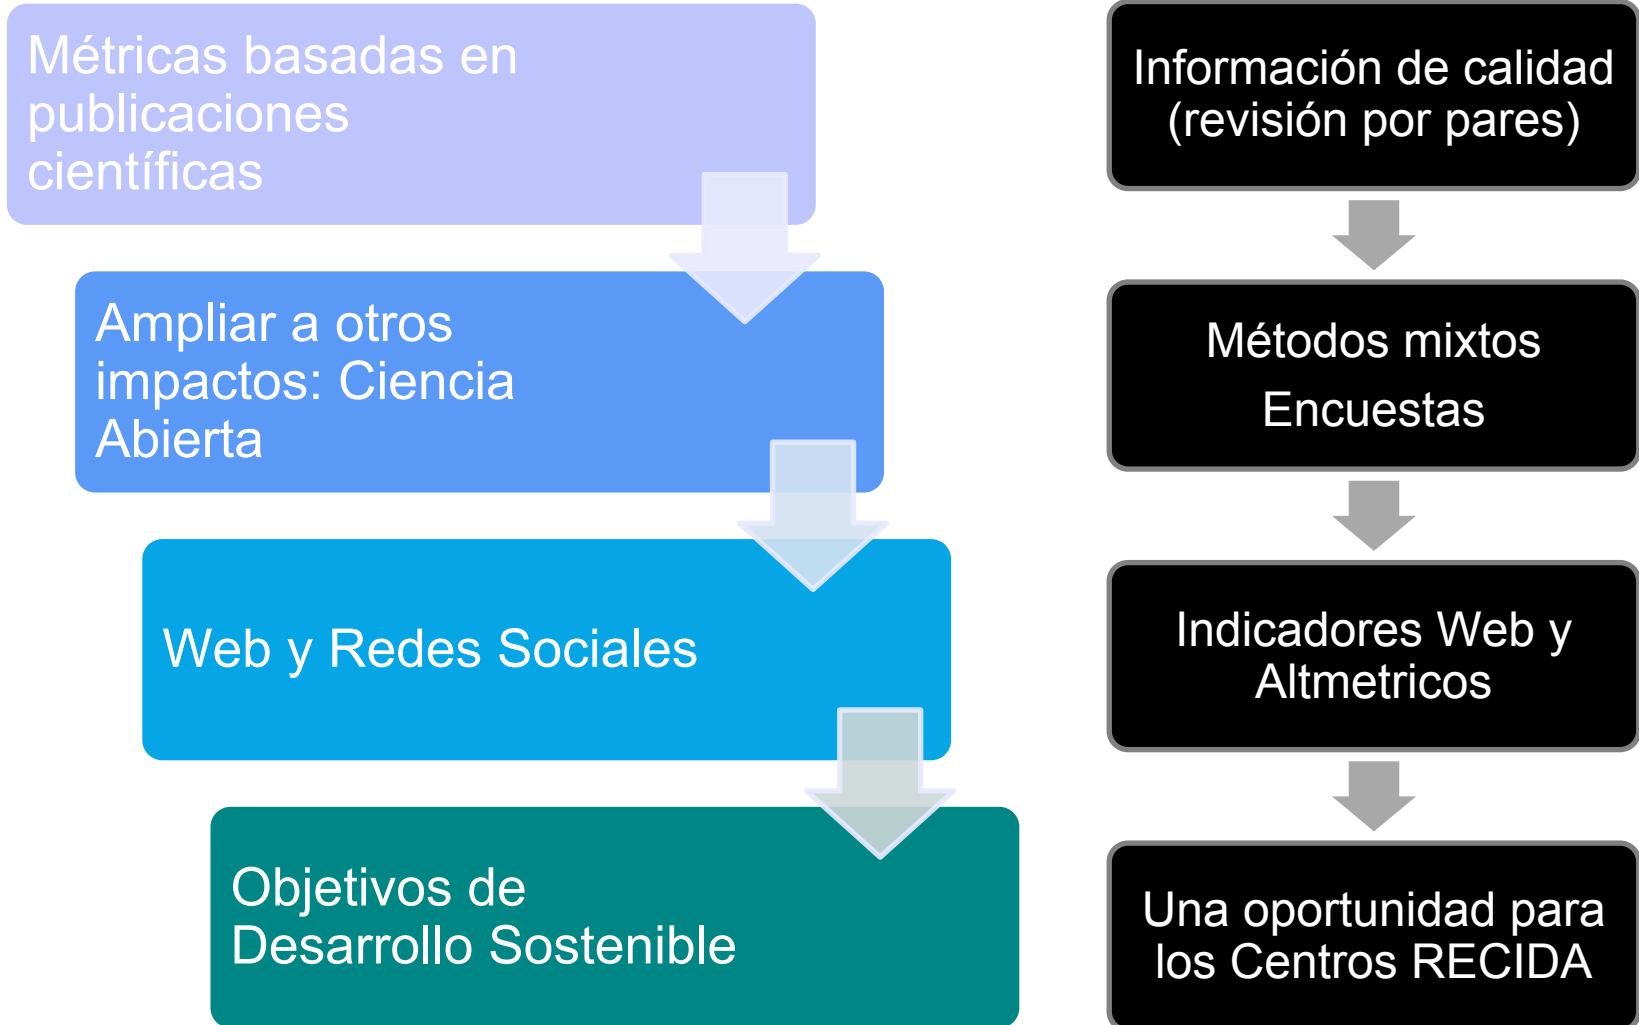 Métricas basadas en
publicaciones
científicas
Ampliar a otros
impactos: Ciencia
Abierta
Web y Redes Sociales
Objetivos de
Desarrollo Sostenible
Información de calidad
(revisión por pares)
Métodos mixtos
Encuestas
Indicadores Web y
Altmetricos
Una oportunidad para
los Centros RECIDA